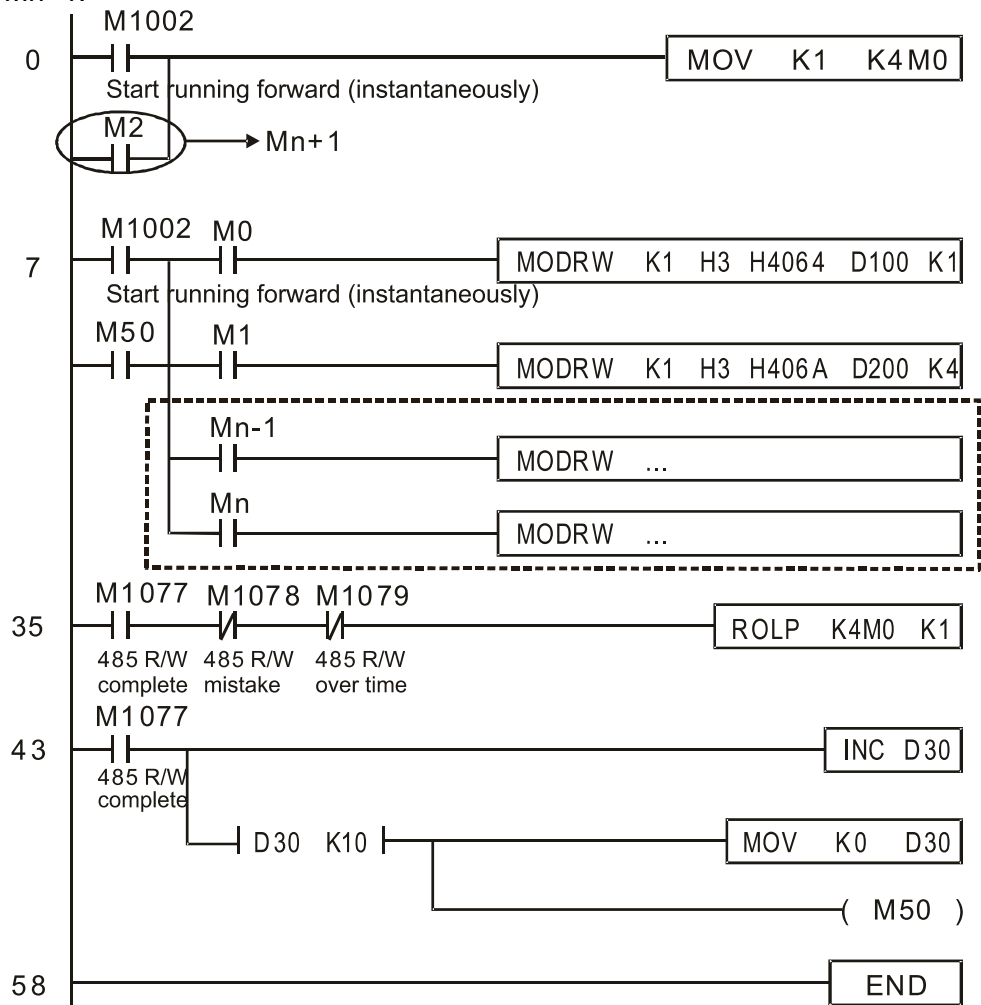 M1002
0 MOV K1 K4M0
Start running forward (instantaneously)
M2
Mn+1
M1002 M0
7 MODRW K1 H3 H4064 D100 K1
Start running forward (instantaneously)
M50 M1
MODRW K1 H3 H406A D200 K4
Mn-1
MODRW ...
Mn
MODRW ...
M1077 M1078 M1079
35 ROLP K4M0 K1
485 R/W 485 R/W 485 R/W
complete mistake over time
M1077
43 INC D30
485 R/W
complete
D30 K10 MOV K0 D30
( M50 )
58 END